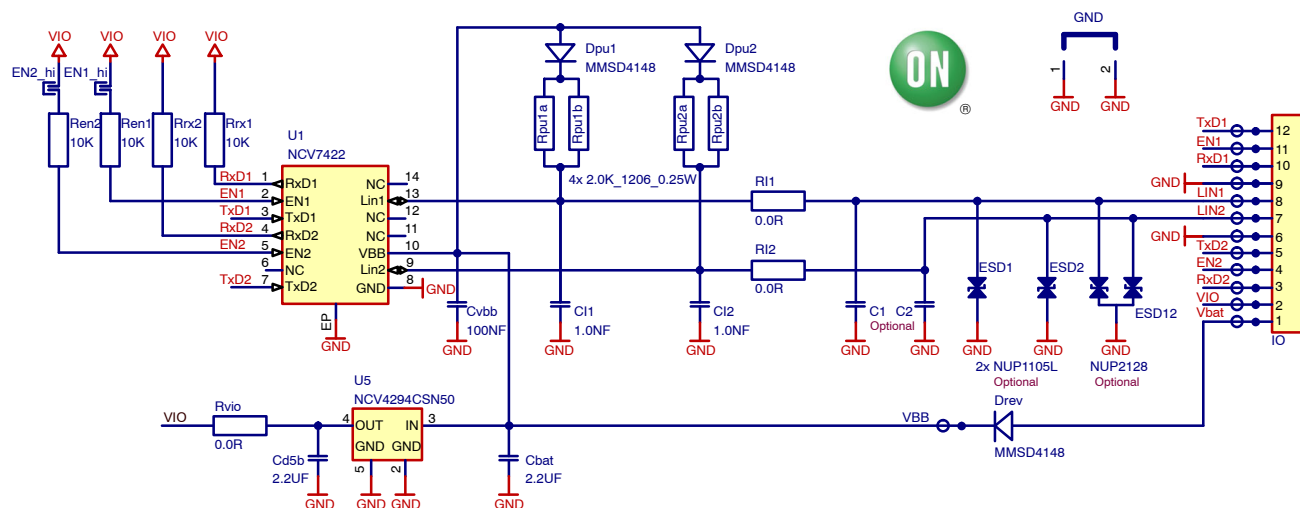 GND
VIO VIO VIO VIO
Dpu1
MMSD4148
Dpu2
MMSD4148
ON
®
EN2_hi EN1_hi
1 2
GND GND
Rpu1a Rpu1b Rpu2a Rpu2b
Ren2
10K
Ren1
10K
Rrx2
10K
Rrx1
10K
U1
NCV7422
4x 2.0K_1206_0.25W
RxD1 1 RxD1
EN1 2 EN1
TxD1 3 TxD1
RxD2 4 RxD2
EN2 5 EN2
6 NC
TxD2 7 TxD2
NC 14
Lin1 13
NC 12
NC 11
VBB 10
Lin2 9
GND 8 GND
EP
GND
Rl1
0.0R
Rl2
0.0R
TxD1 12
EN1 11
RxD1 10
GND 9
LIN1 8
LIN2 7
GND 6
TxD2 5
EN2 4
RxD2 3
VIO 2
Vbat 1
IO
Cvbb
100NF
GND
Cl1
1.0NF
GND
Cl2
1.0NF
GND
C1 C2
Optional
GND GND
ESD1
ESD2
ESD12
GND GND GND
2x NUP1105L
Optional
NUP2128
Optional
U5
NCV4294CSN50
VIO
Rvio
0.0R
4 OUT IN 3
GND GND
5 2
GND GND
Cd5b
2.2UF
GND
Cbat
2.2UF
GND
VBB
Drev
MMSD4148